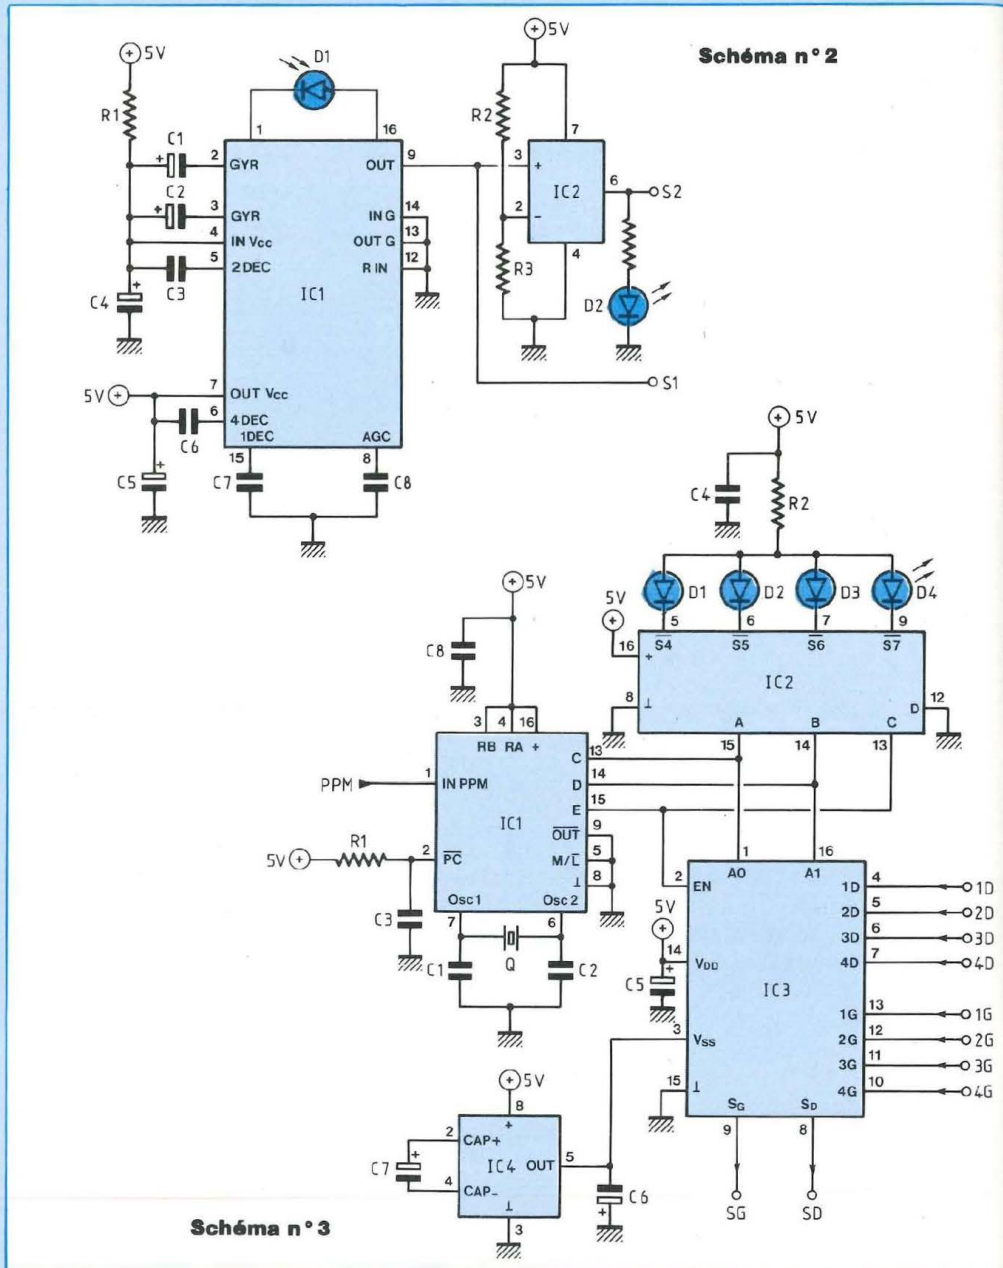 Schéma n° 2
5V
R1
C1
C2
C3
C4
D1
1
16
2 GYR
3 GYR
4 IN Vcc
5 2 DEC
IC1
OUT 9
IN G 14
OUT G 13
R IN 12
5V
7 OUT Vcc
6 4 DEC
1 DEC
15
AGC
8
C5
C6
C7
C8
5V
R2
R3
7
3 +
2 -
IC2
6
4
S2
D2
S1
5V
C4
R2
D1
D2
D3
D4
5V
5
6
7
9
S4
S5
S6
S7
16 +
8 ⊥
IC2
D 12
A
B
C
15
14
13
5V
C8
3
4
16
RB RA +
PPM
1 IN PPM
IC1
C 13
D 14
E 15
OUT 9
M/L 5
⊥ 8
5V
R1
2 PC
C3
Osc1
Osc2
7
6
C1
Q
C2
1
16
A0
A1
2 EN
5V
14 VDD
C5
3 VSS
15 ⊥
IC3
1D 4 1D
2D 5 2D
3D 6 3D
4D 7 4D
1G 13 1G
2G 12 2G
3G 11 3G
4G 10 4G
SG
SD
9
8
SG
SD
5V
8
+
2 CAP+
C7
4 CAP-
IC4
OUT 5
⊥
3
C6
Schéma n° 3